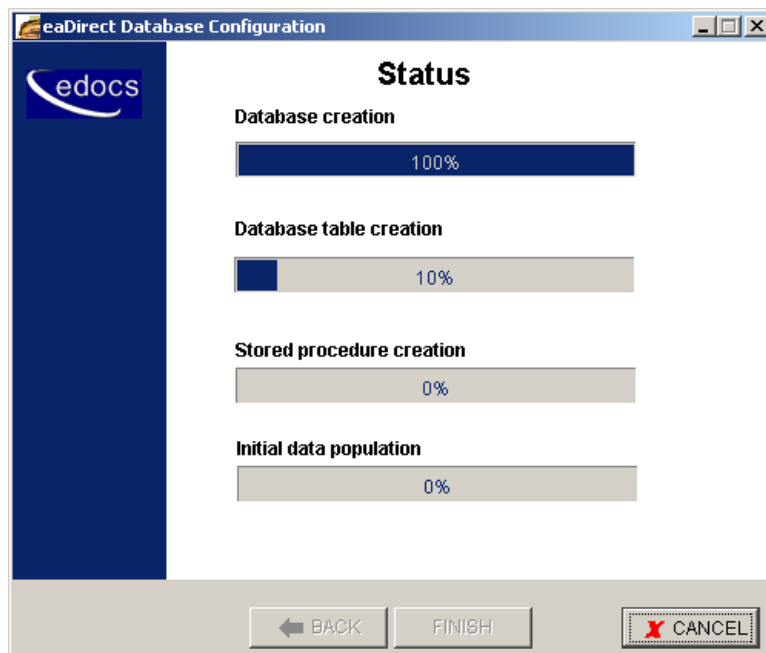 eaDirect Database Configuration
edocs
Status
Database creation
100%
Database table creation
10%
Stored procedure creation
0%
Initial data population
0%
BACK
FINISH
CANCEL